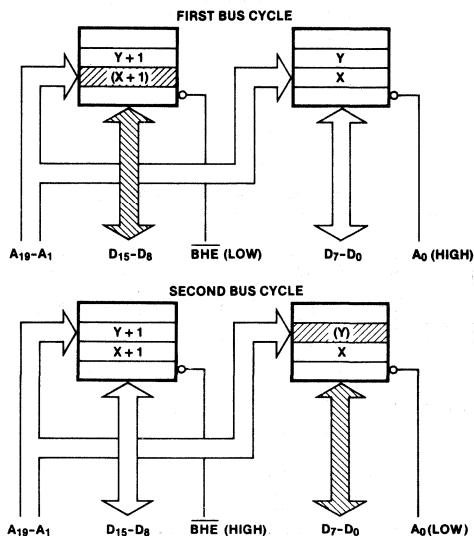 FIRST BUS CYCLE
Y + 1
(X + 1)
Y
X
A19-A1
D15-D8
BHE (LOW)
D7-D0
A0 (HIGH)
SECOND BUS CYCLE
Y + 1
X + 1
(Y)
X
A19-A1
D15-D8
BHE (HIGH)
D7-D0
A0 (LOW)